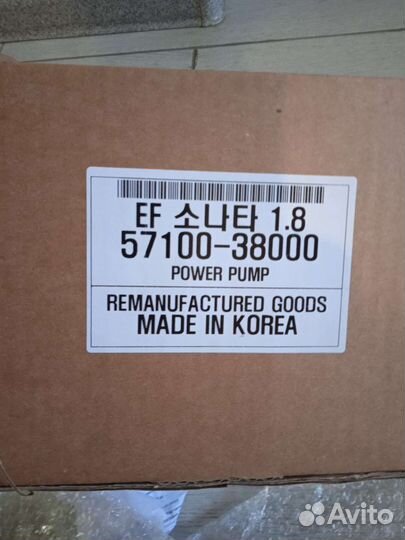 EF 소나타 1.8
57100-38000
POWER PUMP
REMANUFACTURED GOODS
MADE IN KOREA
Avito